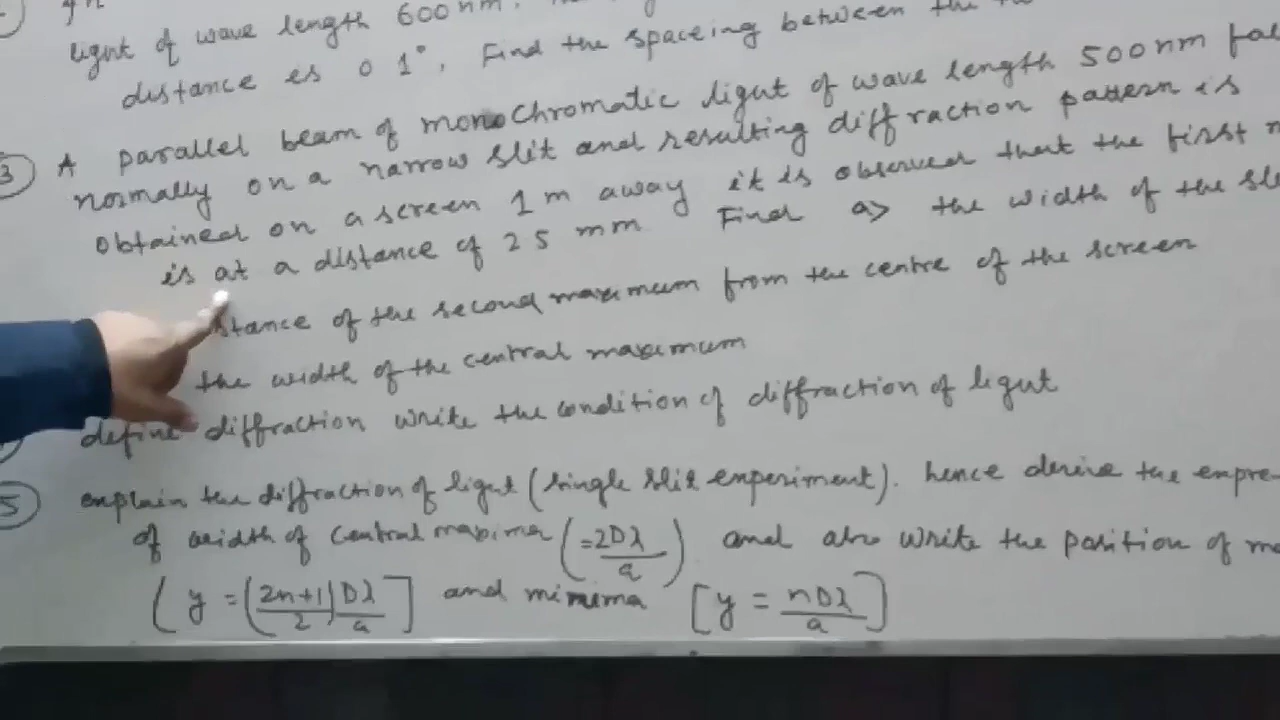 light of wave length 600nm.
distance is 0 1°, Find the spaceing between the
3 A parallel beam of monochromatic light of wave length 500nm
normally on a narrow slit and resulting diffraction pattern is
obtained on a screen 1m away it is observed that the first
is at a distance of 25 mm Find a> the width of the
stance of the second maximum from the centre of the screen
the width of the central maximum
define diffraction write the condition of diffraction of light
5 explain the diffraction of light (single slit experiment). hence derive the
of width of Central maxima (=2Dλ/a) and also write the position of
[y = (2n+1/2)Dλ/a] and minima [y = nDλ/a]